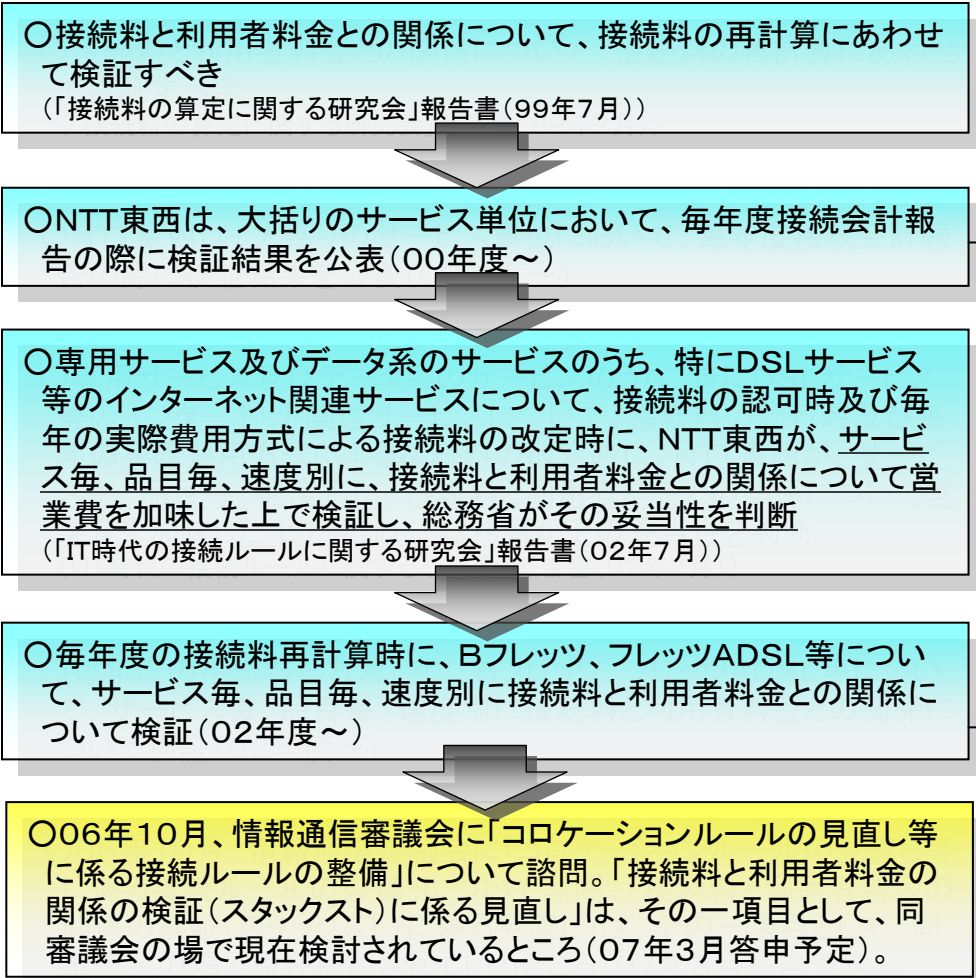 ○接続料と利用者料金との関係について、接続料の再計算にあわせ
て検証すべき
(「接続料の算定に関する研究会」報告書(99年7月))
○NTT東西は、大括りのサービス単位において、毎年度接続会計報
告の際に検証結果を公表(00年度～)
○専用サービス及びデータ系のサービスのうち、特にDSLサービス
等のインターネット関連サービスについて、接続料の認可時及び毎
年の実際費用方式による接続料の改定時に、NTT東西が、サービ
ス毎、品目毎、速度別に、接続料と利用者料金との関係について営
業費を加味した上で検証し、総務省がその妥当性を判断
(「IT時代の接続ルールに関する研究会」報告書(02年7月))
○毎年度の接続料再計算時に、Bフレッツ、フレッツADSL等につい
て、サービス毎、品目毎、速度別に接続料と利用者料金との関係に
ついて検証(02年度～)
○06年10月、情報通信審議会に「コロケーションルールの見直し等
に係る接続ルールの整備」について諮問。「接続料と利用者料金の
関係の検証(スタックスト)に係る見直し」は、その一項目として、同
審議会の場で現在検討されているところ(07年3月答申予定)。